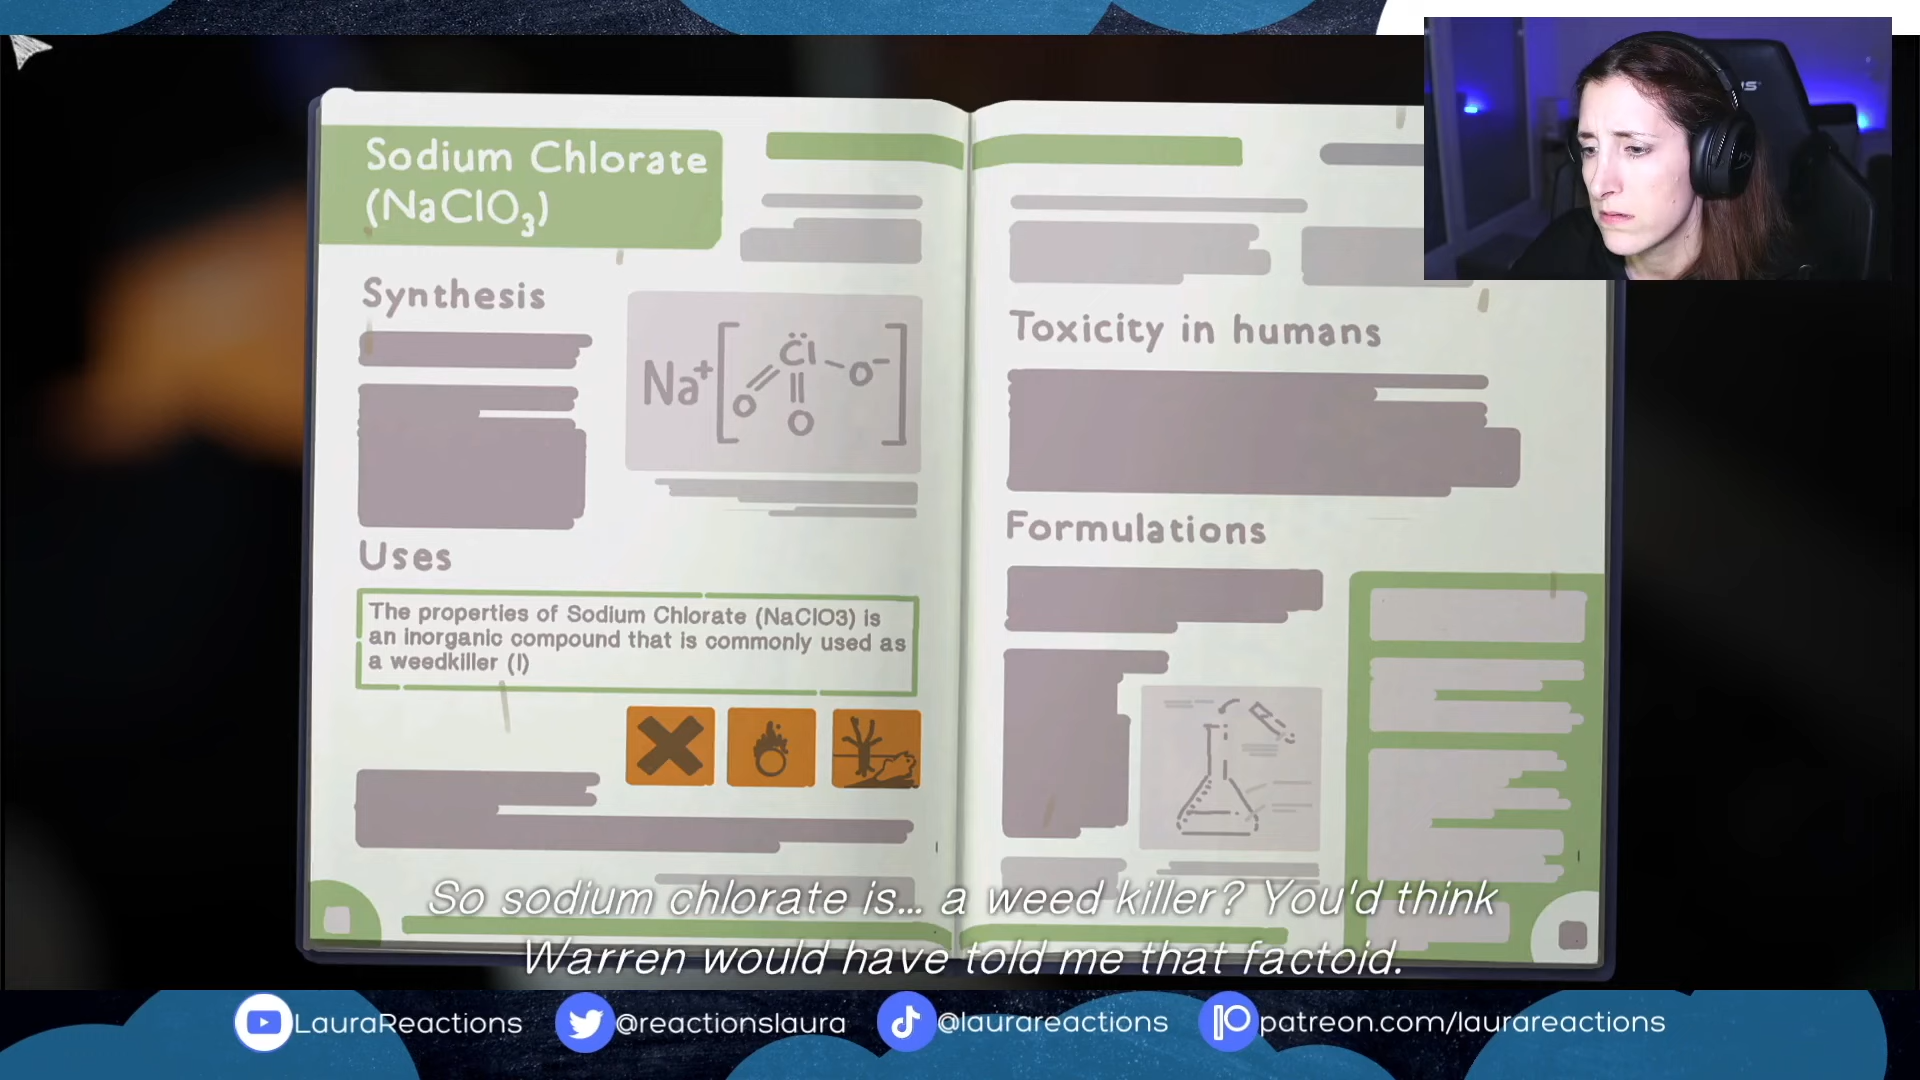 Sodium Chlorate
(NaClO3)
Synthesis
Na+ [O Cl O O-]
Uses
The properties of Sodium Chlorate (NaClO3) is
an inorganic compound that is commonly used as
a weedkiller (I)
Toxicity in humans
Formulations
So sodium chlorate is... a weed killer? You'd think
Warren would have told me that factoid.
LauraReactions
@reactionslaura
@laurareactions
patreon.com/laurareactions